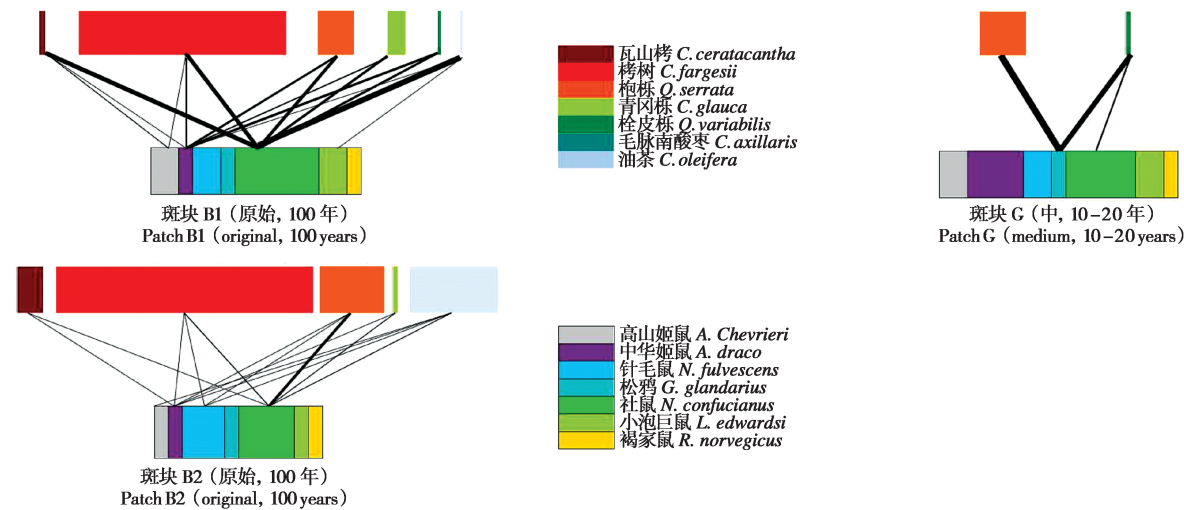 瓦山栲 C. ceratacantha
栲树 C. fargesii
枹栎 Q. serrata
青冈栎 C. glauca
栓皮栎 Q. variabilis
毛脉南酸枣 C. axillaris
油茶 C. oleifera
斑块 B1（原始, 100 年）
Patch B1（original, 100 years）
斑块 G（中, 10-20 年）
Patch G（medium, 10-20 years）
高山姬鼠 A. Chevrieri
中华姬鼠 A. draco
针毛鼠 N. fulvescens
松鸦 G. glandarius
社鼠 N. confucianus
小泡巨鼠 L. edwardsi
褐家鼠 R. norvegicus
斑块 B2（原始, 100 年）
Patch B2（original, 100 years）